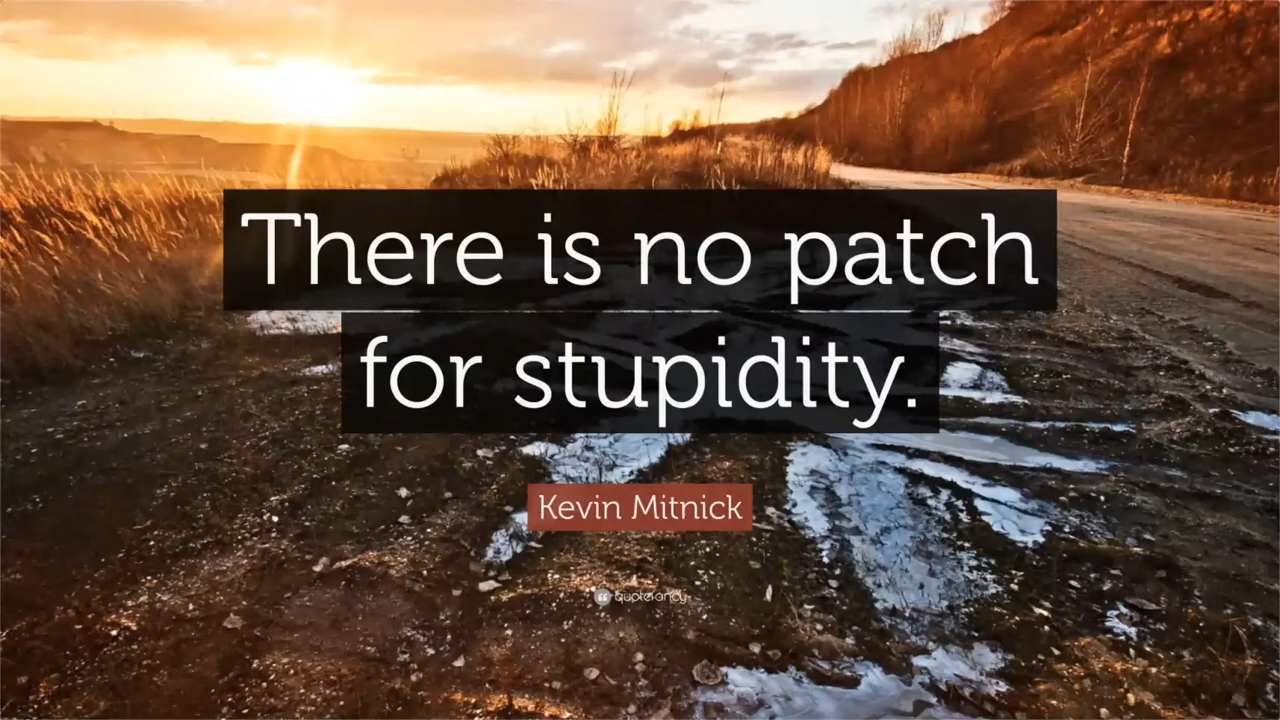 There is no patch
for stupidity.
Kevin Mitnick
quotefancy